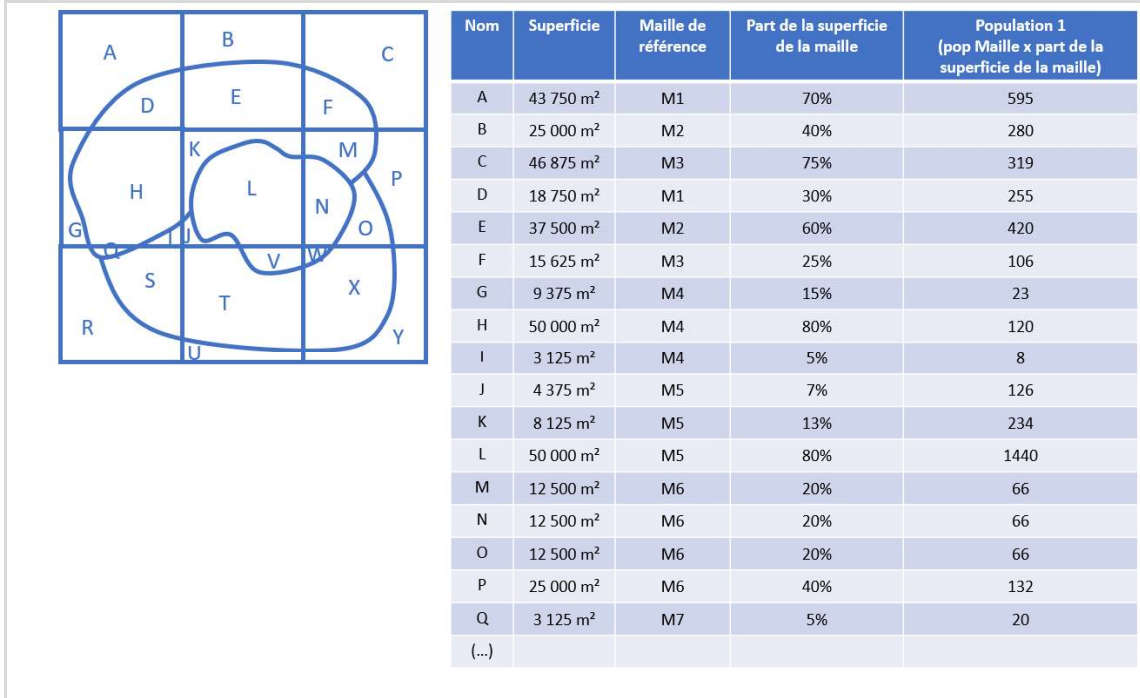 A
B
C
D
E
F
K
M
P
H
L
N
G
O
I
J
Q
V
W
S
T
X
R
U
Y
Nom Superficie Maille de référence Part de la superficie de la maille Population 1 (pop Maille x part de la superficie de la maille)
A 43 750 m² M1 70% 595
B 25 000 m² M2 40% 280
C 46 875 m² M3 75% 319
D 18 750 m² M1 30% 255
E 37 500 m² M2 60% 420
F 15 625 m² M3 25% 106
G 9 375 m² M4 15% 23
H 50 000 m² M4 80% 120
I 3 125 m² M4 5% 8
J 4 375 m² M5 7% 126
K 8 125 m² M5 13% 234
L 50 000 m² M5 80% 1440
M 12 500 m² M6 20% 66
N 12 500 m² M6 20% 66
O 12 500 m² M6 20% 66
P 25 000 m² M6 40% 132
Q 3 125 m² M7 5% 20
(...)